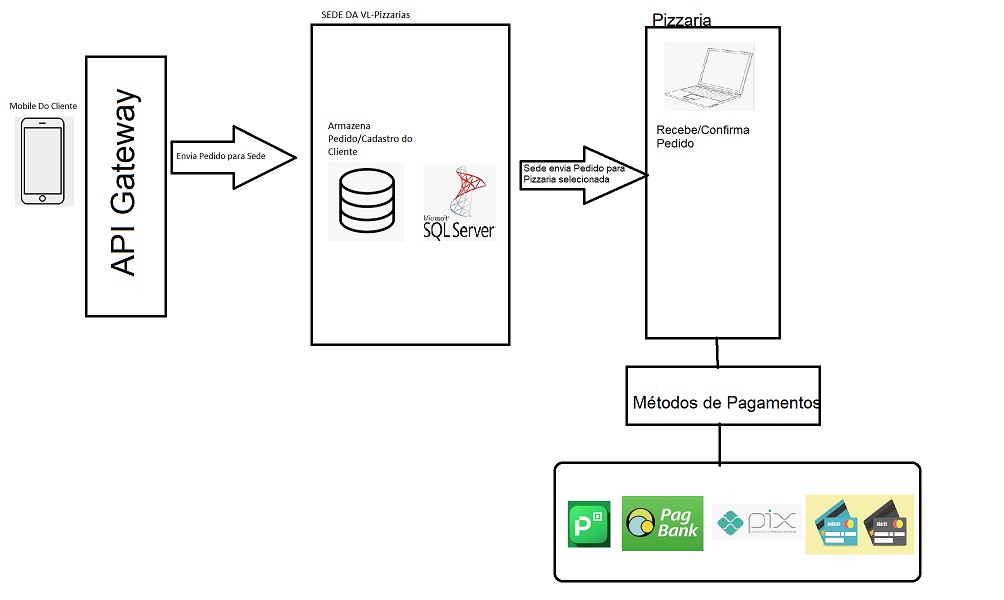 SEDE DA VL-Pizzarias
Pizzaria
Mobile Do Cliente
API Gateway
Envia Pedido para Sede
Armazena
Pedido/Cadastro do
Cliente
Microsoft
SQL Server
Sede envia Pedido para
Pizzaria selecionada
Recebe/Confirma
Pedido
Métodos de Pagamentos
P
Pag
Bank
pix